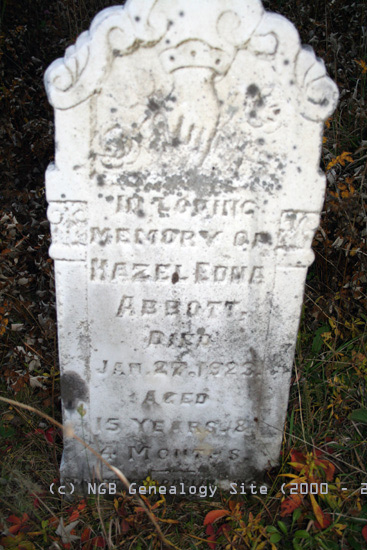 IN LOVING
MEMORY OF
HAZEL EDNA
ABBOTT.
DIED
JAN. 27, 1923
AGED
15 YEARS, &
4 MONTHS
(c) NGB Genealogy Site (2000 - 2